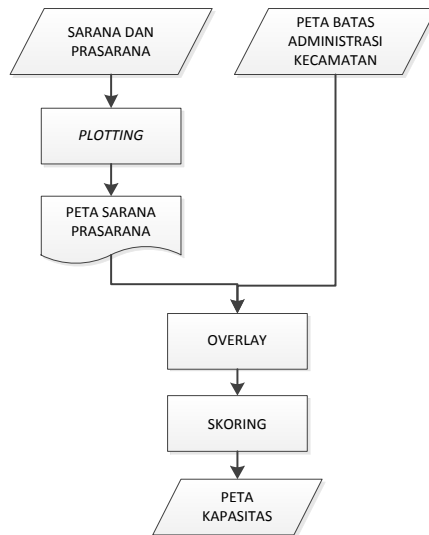 SARANA DAN
PRASARANA
PETA BATAS
ADMINISTRASI
KECAMATAN
PLOTTING
PETA SARANA
PRASARANA
OVERLAY
SKORING
PETA
KAPASITAS